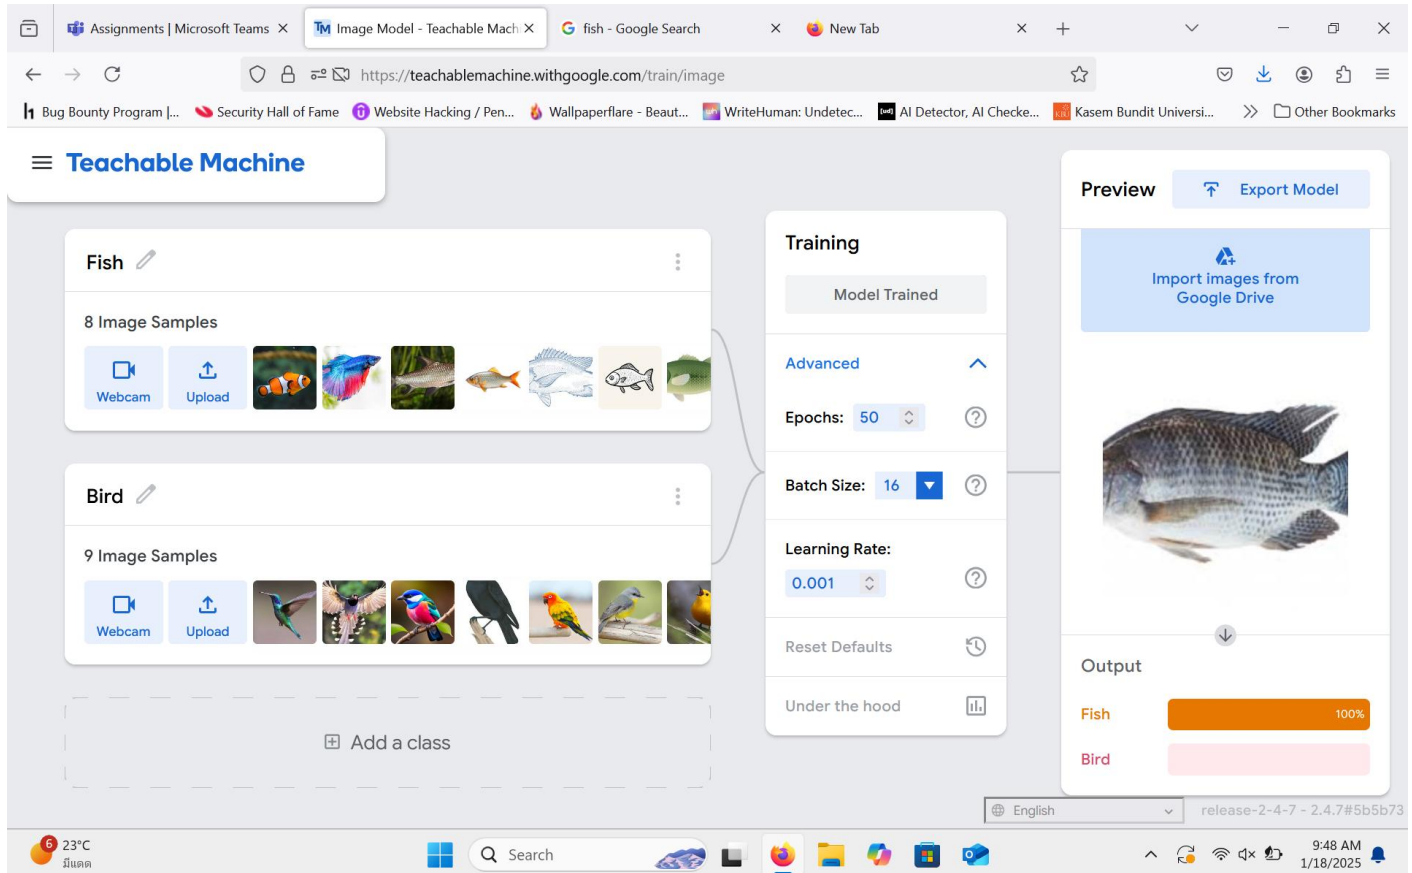 Assignments | Microsoft Teams
Image Model - Teachable Mach
fish - Google Search
New Tab
https://teachablemachine.withgoogle.com/train/image
Bug Bounty Program |...
Security Hall of Fame
Website Hacking / Pen...
Wallpaperflare - Beaut...
WriteHuman: Undetec...
AI Detector, AI Checke...
Kasem Bundit Universi...
Other Bookmarks
Teachable Machine
Fish
8 Image Samples
Webcam
Upload
Bird
9 Image Samples
Webcam
Upload
Add a class
Training
Model Trained
Advanced
Epochs: 50
Batch Size: 16
Learning Rate:
0.001
Reset Defaults
Under the hood
Preview
Export Model
Import images from
Google Drive
Output
Fish 100%
Bird
English
release-2-4-7 - 2.4.7#5b5b73
6
23°C
มีแดด
Search
9:48 AM
1/18/2025